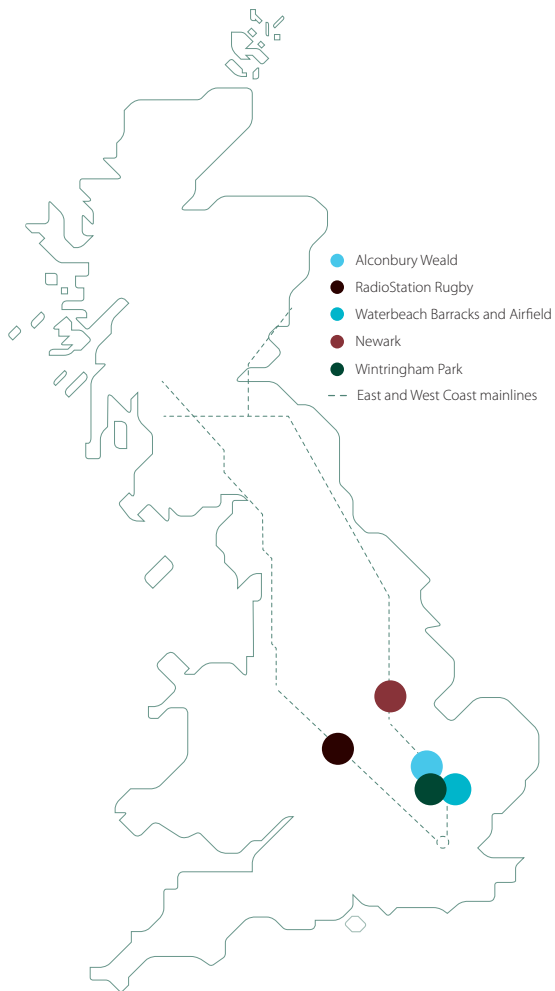 Alconbury Weald
RadioStation Rugby
Waterbeach Barracks and Airfield
Newark
Wintringham Park
East and West Coast mainlines